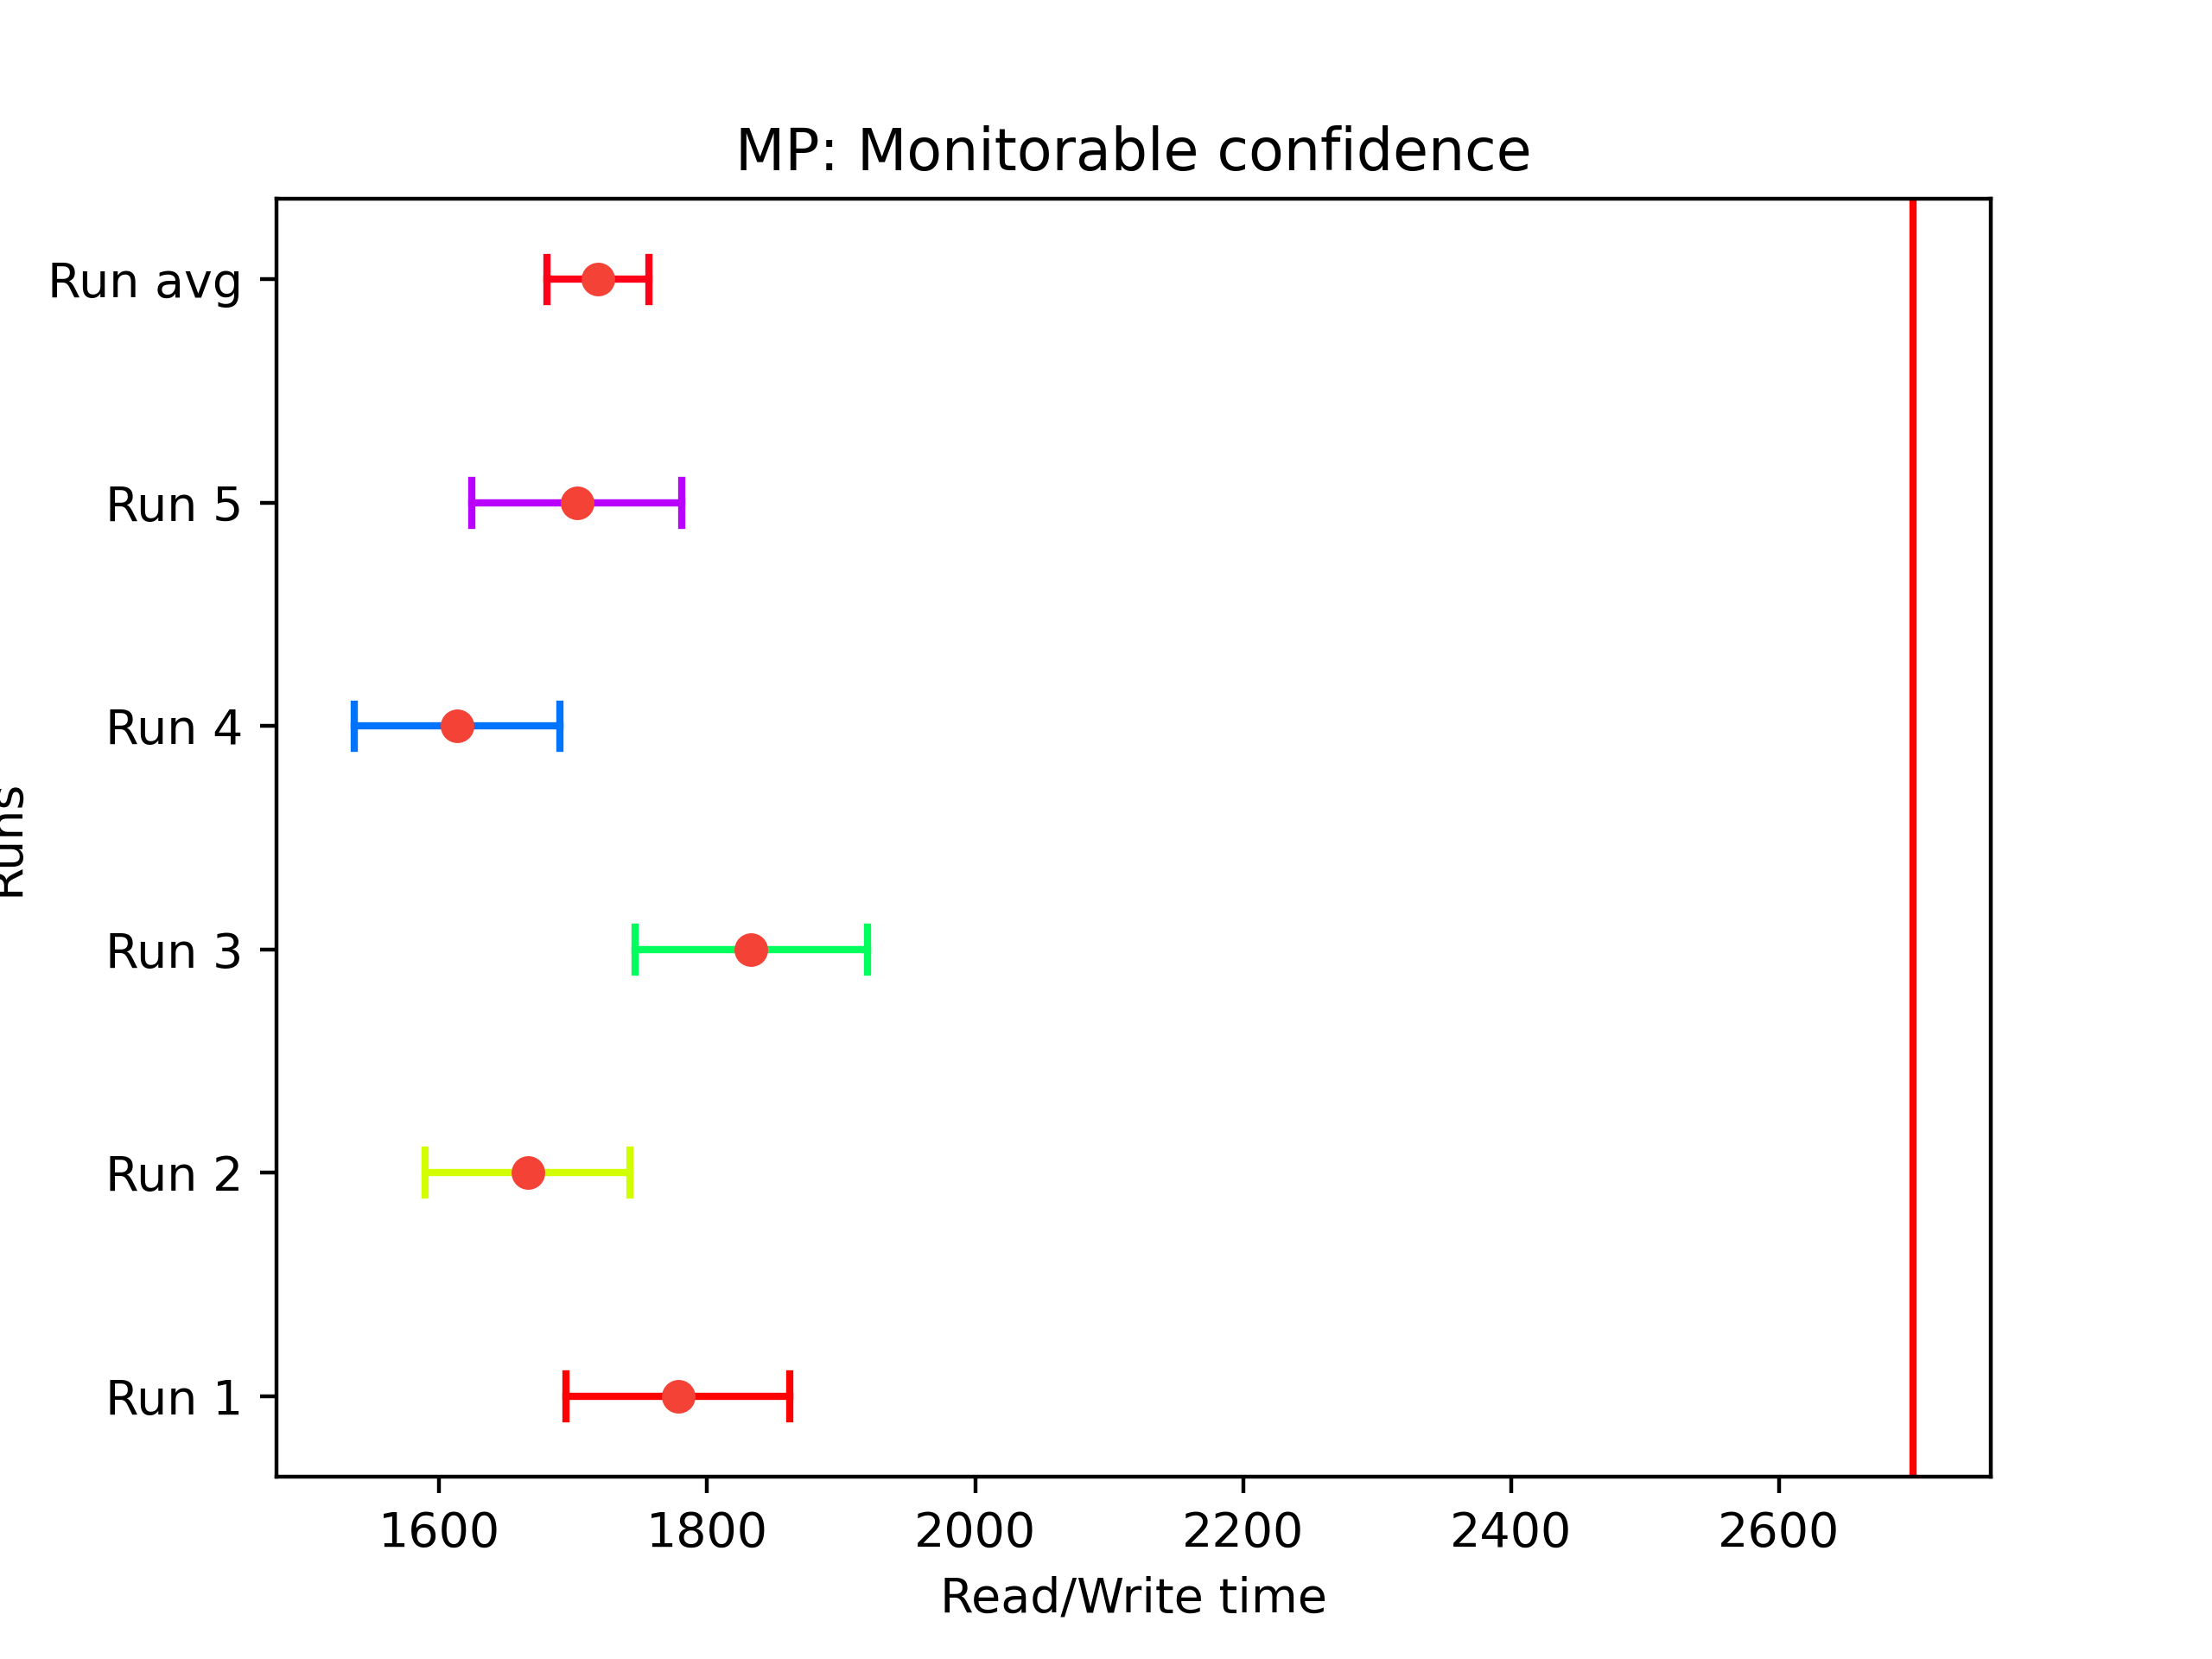 MP: Monitorable confidence
Run avg
Run 5
Run 4
Run 3
Run 2
Run 1
Runs
1600 1800 2000 2200 2400 2600
Read/Write time